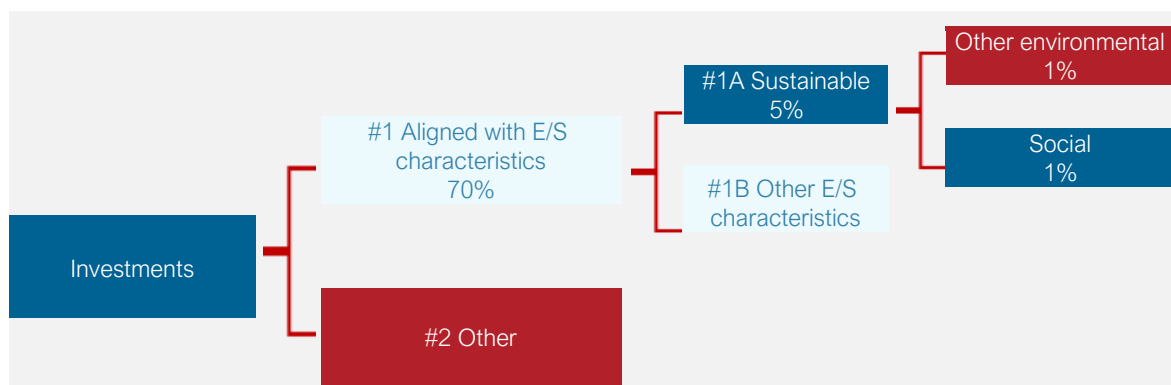 Other environmental
1%
#1A Sustainable
5%
#1 Aligned with E/S
characteristics
70%
Social
1%
#1B Other E/S
characteristics
Investments
#2 Other